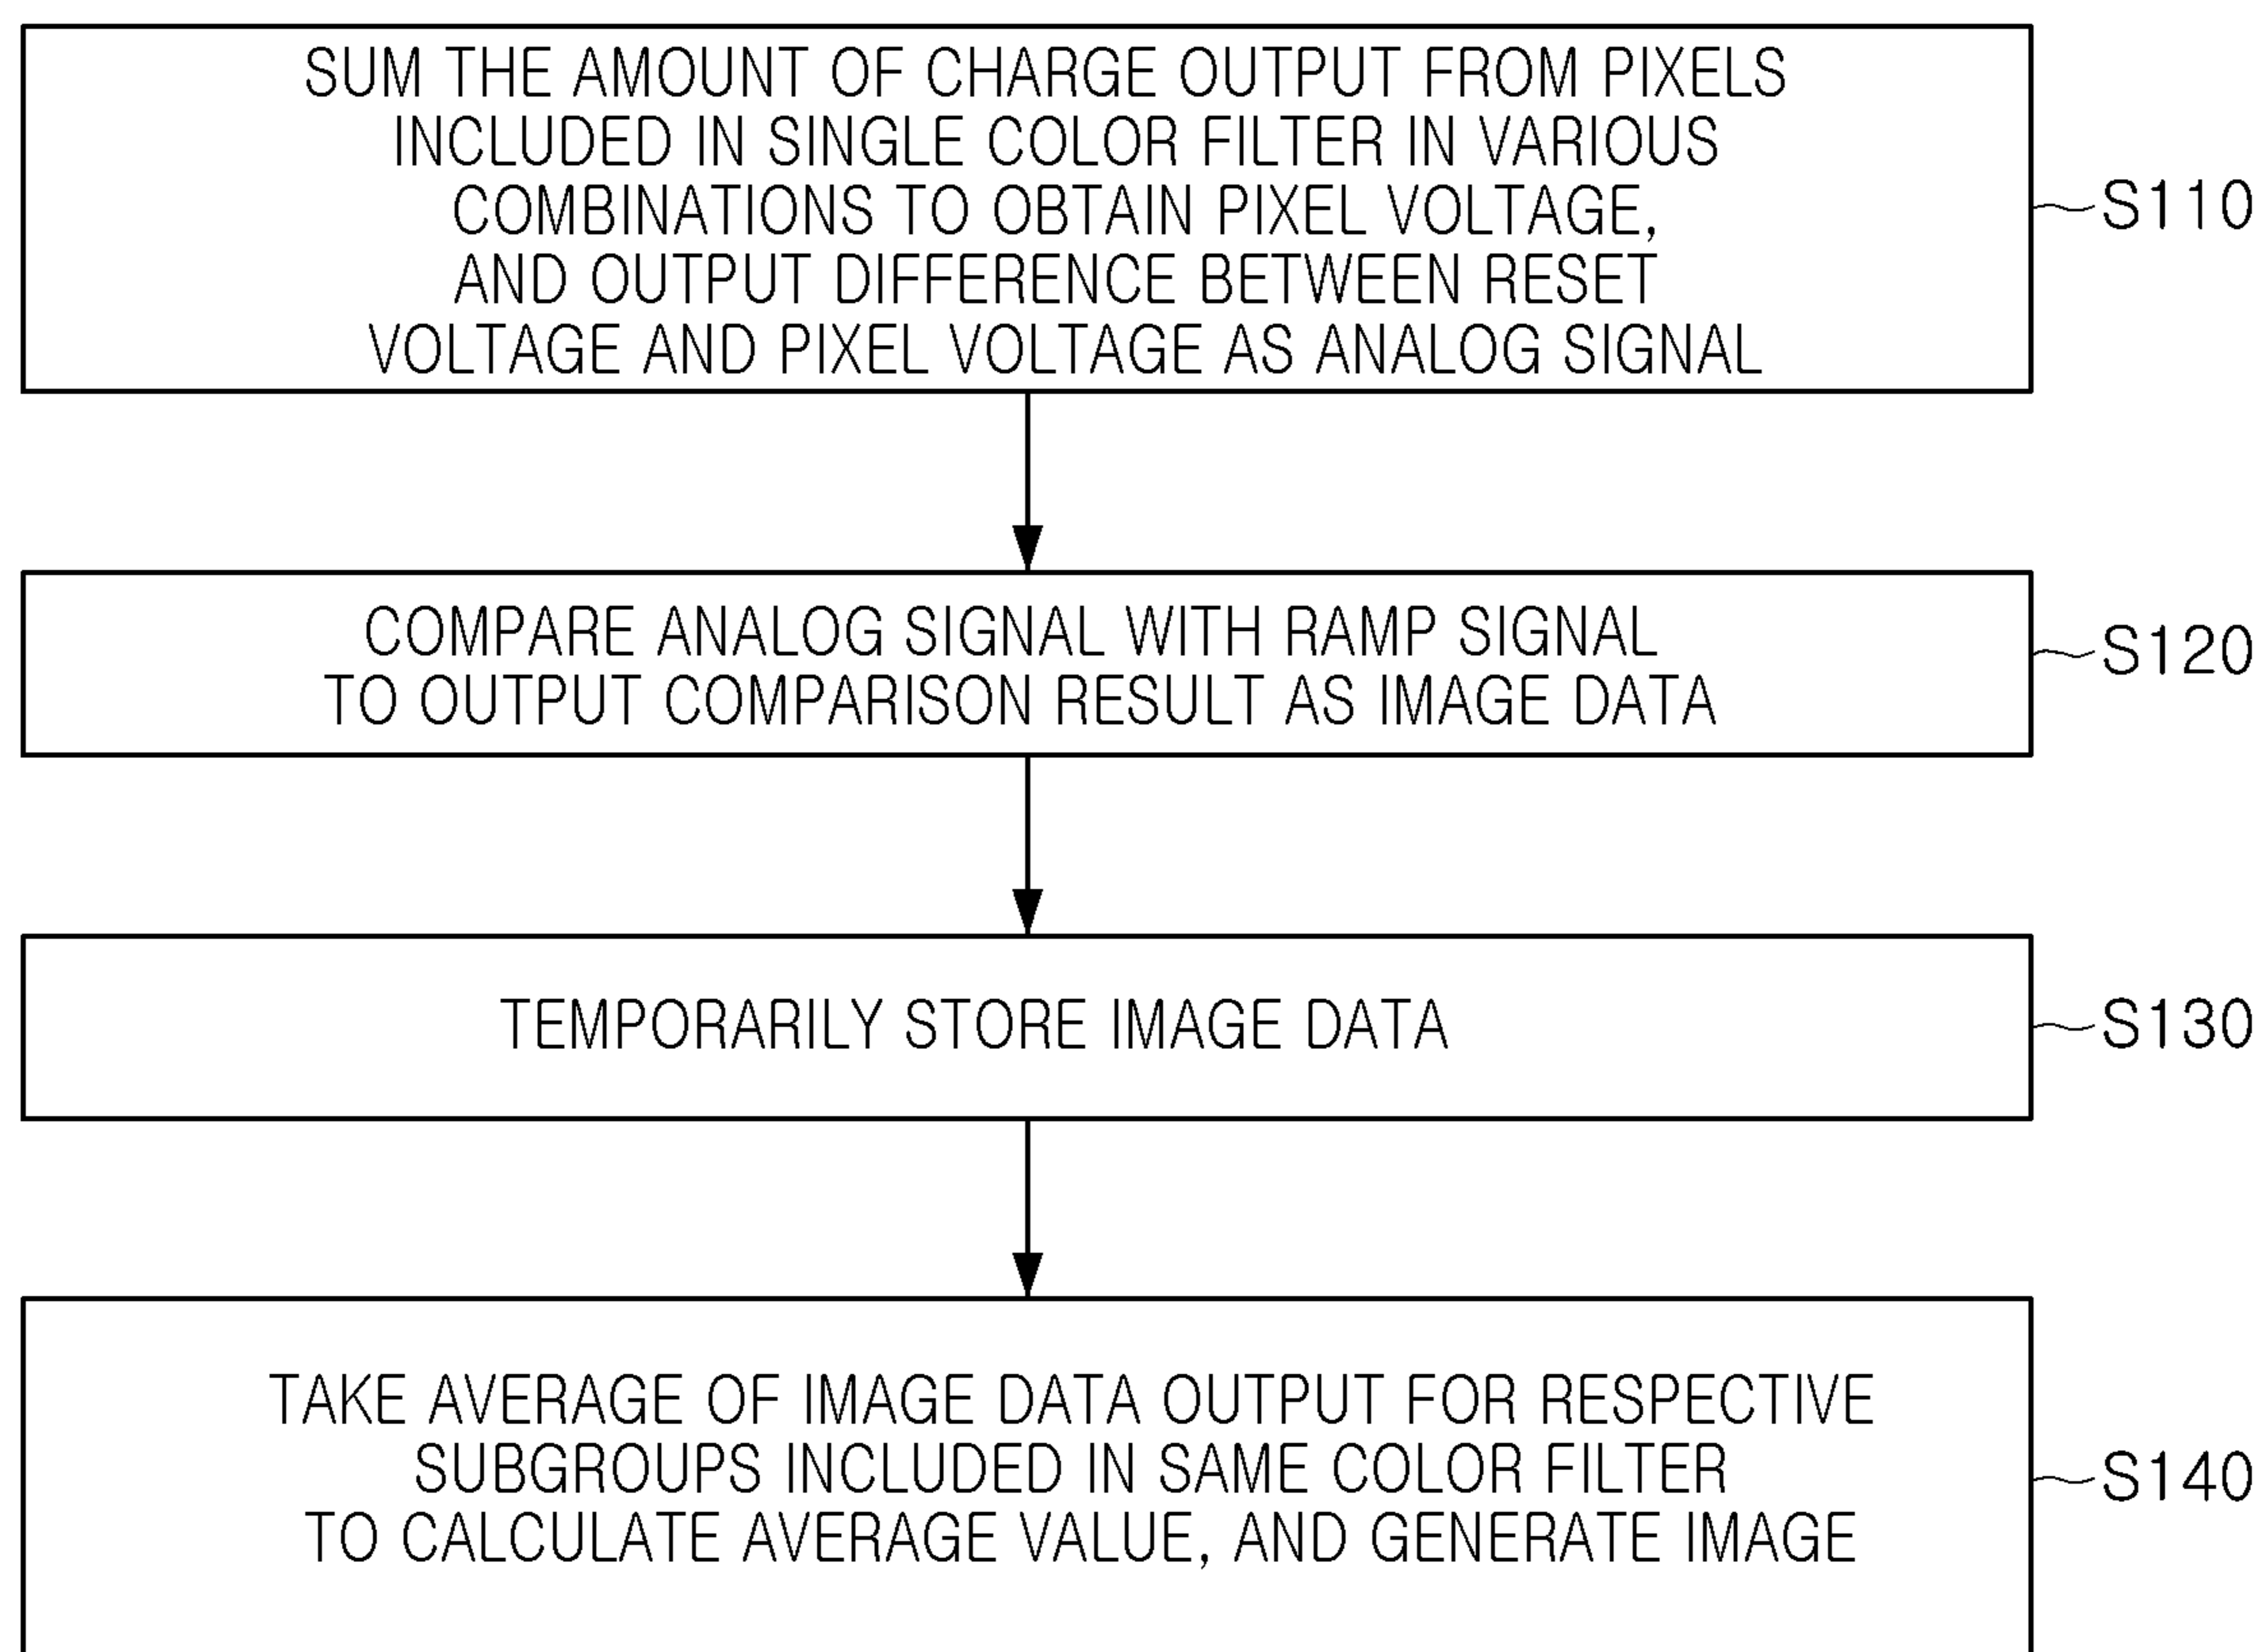 SUM THE AMOUNT OF CHARGE OUTPUT FROM PIXELS
INCLUDED IN SINGLE COLOR FILTER IN VARIOUS
COMBINATIONS TO OBTAIN PIXEL VOLTAGE,
AND OUTPUT DIFFERENCE BETWEEN RESET
VOLTAGE AND PIXEL VOLTAGE AS ANALOG SIGNAL
S110
COMPARE ANALOG SIGNAL WITH RAMP SIGNAL
TO OUTPUT COMPARISON RESULT AS IMAGE DATA
S120
TEMPORARILY STORE IMAGE DATA
S130
TAKE AVERAGE OF IMAGE DATA OUTPUT FOR RESPECTIVE
SUBGROUPS INCLUDED IN SAME COLOR FILTER
TO CALCULATE AVERAGE VALUE, AND GENERATE IMAGE
S140